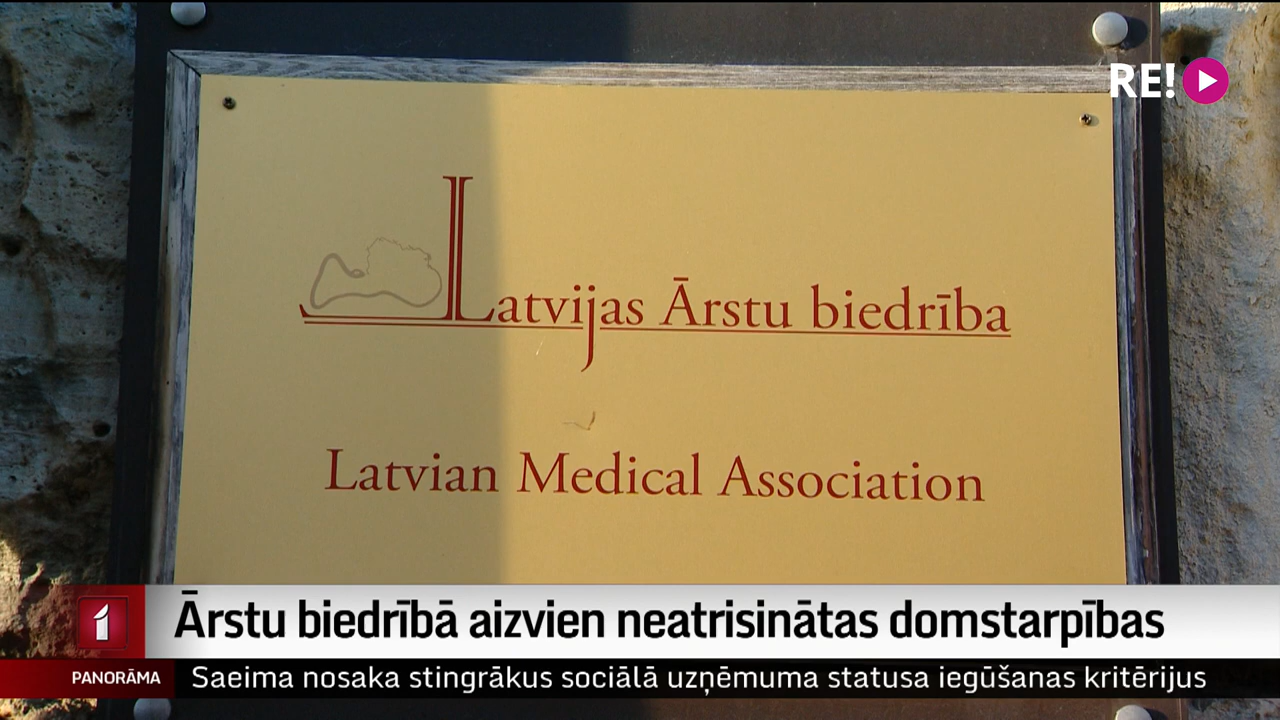 RE!
Latvijas Ārstu biedrība
Latvian Medical Association
1 Ārstu biedrībā aizvien neatrisinātas domstarpības
PANORĀMA Saeima nosaka stingrākus sociālā uzņēmuma statusa iegūšanas kritērijus